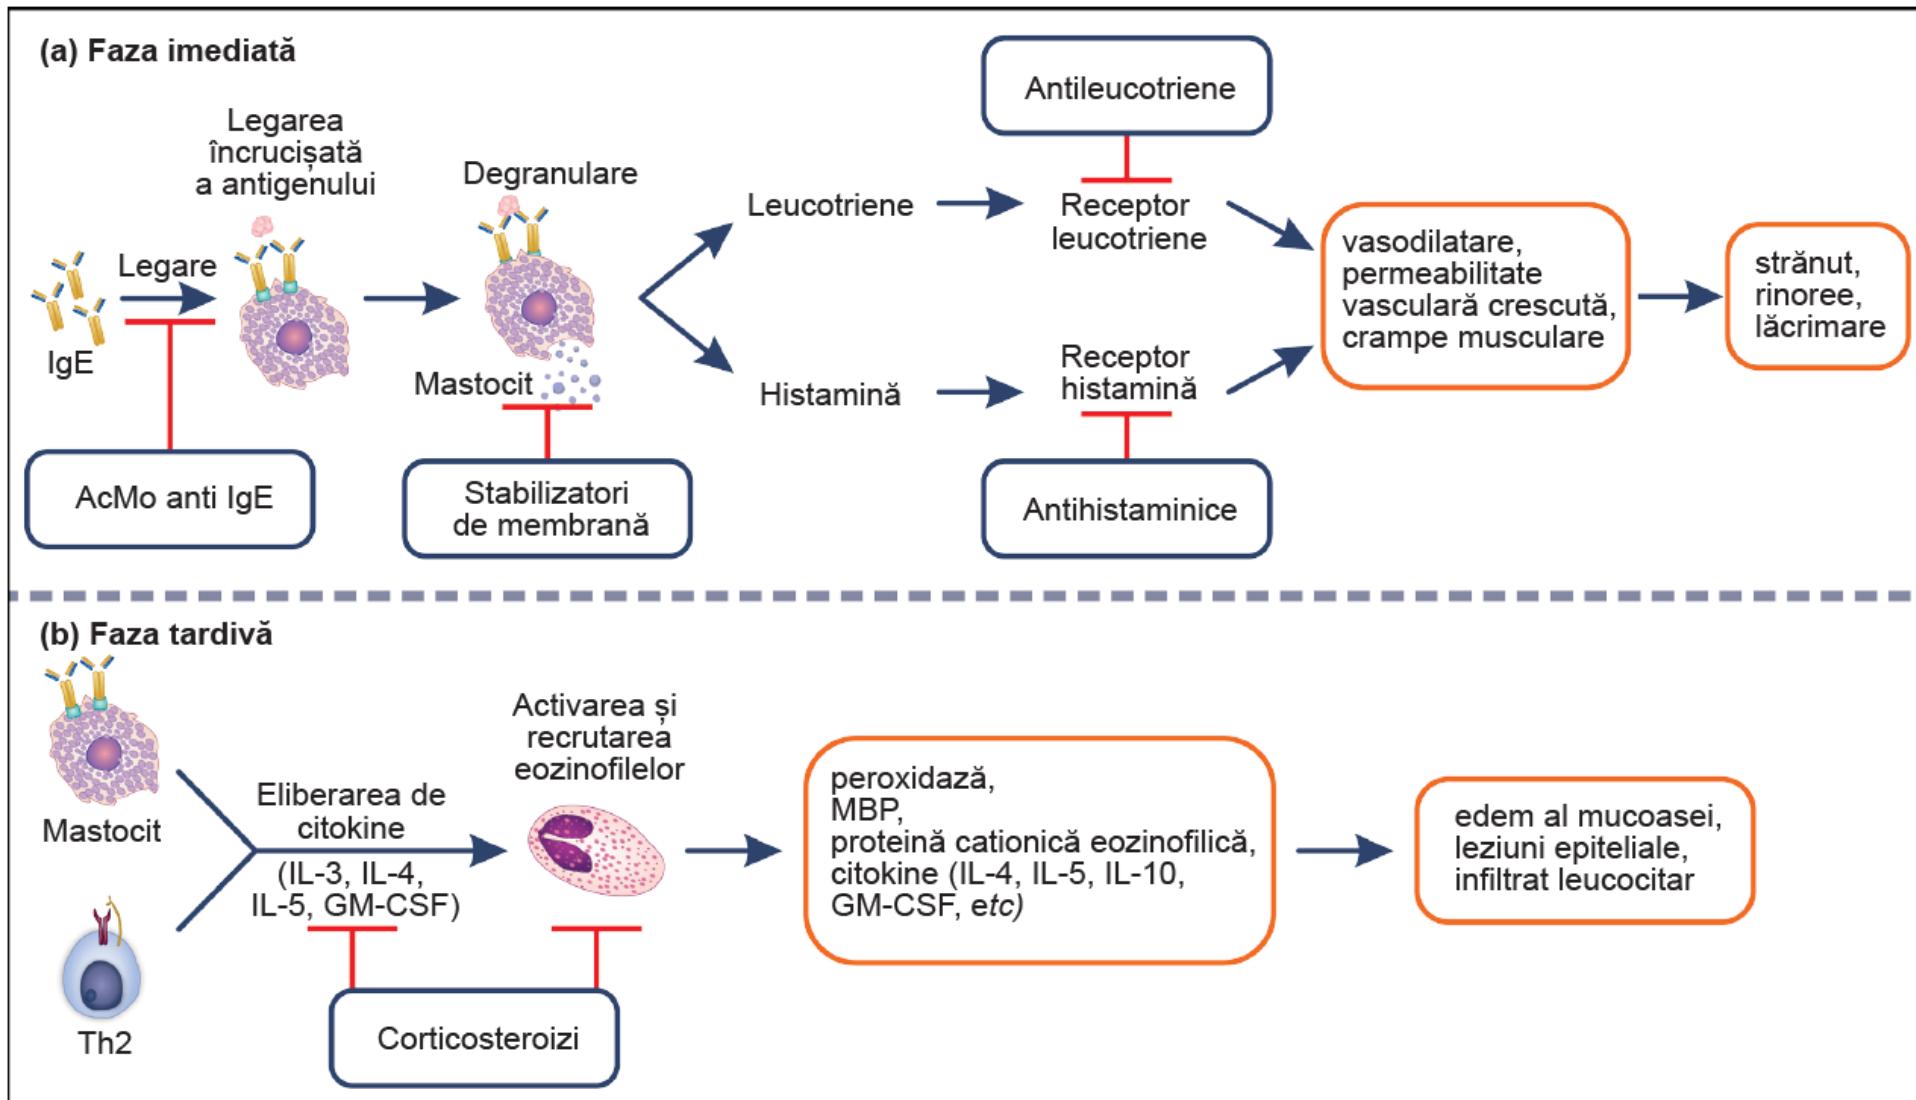 (a) Faza imediată
Legarea
încrucișată
a antigenului
Legare
IgE
Degranulare
Mastocit
AcMo anti IgE
Stabilizatori
de membrană
Leucotriene
Histamină
Antileucotriene
Receptor
leucotriene
Receptor
histamină
Antihistaminice
vasodilatare,
permeabilitate
vasculară crescută,
crampe musculare
strănut,
rinoree,
lăcrimare
(b) Faza tardivă
Mastocit
Th2
Eliberarea de
citokine
(IL-3, IL-4,
IL-5, GM-CSF)
Activarea și
recrutarea
eozinofilelor
Corticosteroizi
peroxidază,
MBP,
proteină cationică eozinofilică,
citokine (IL-4, IL-5, IL-10,
GM-CSF, etc)
edem al mucoasei,
leziuni epiteliale,
infiltrat leucocitar